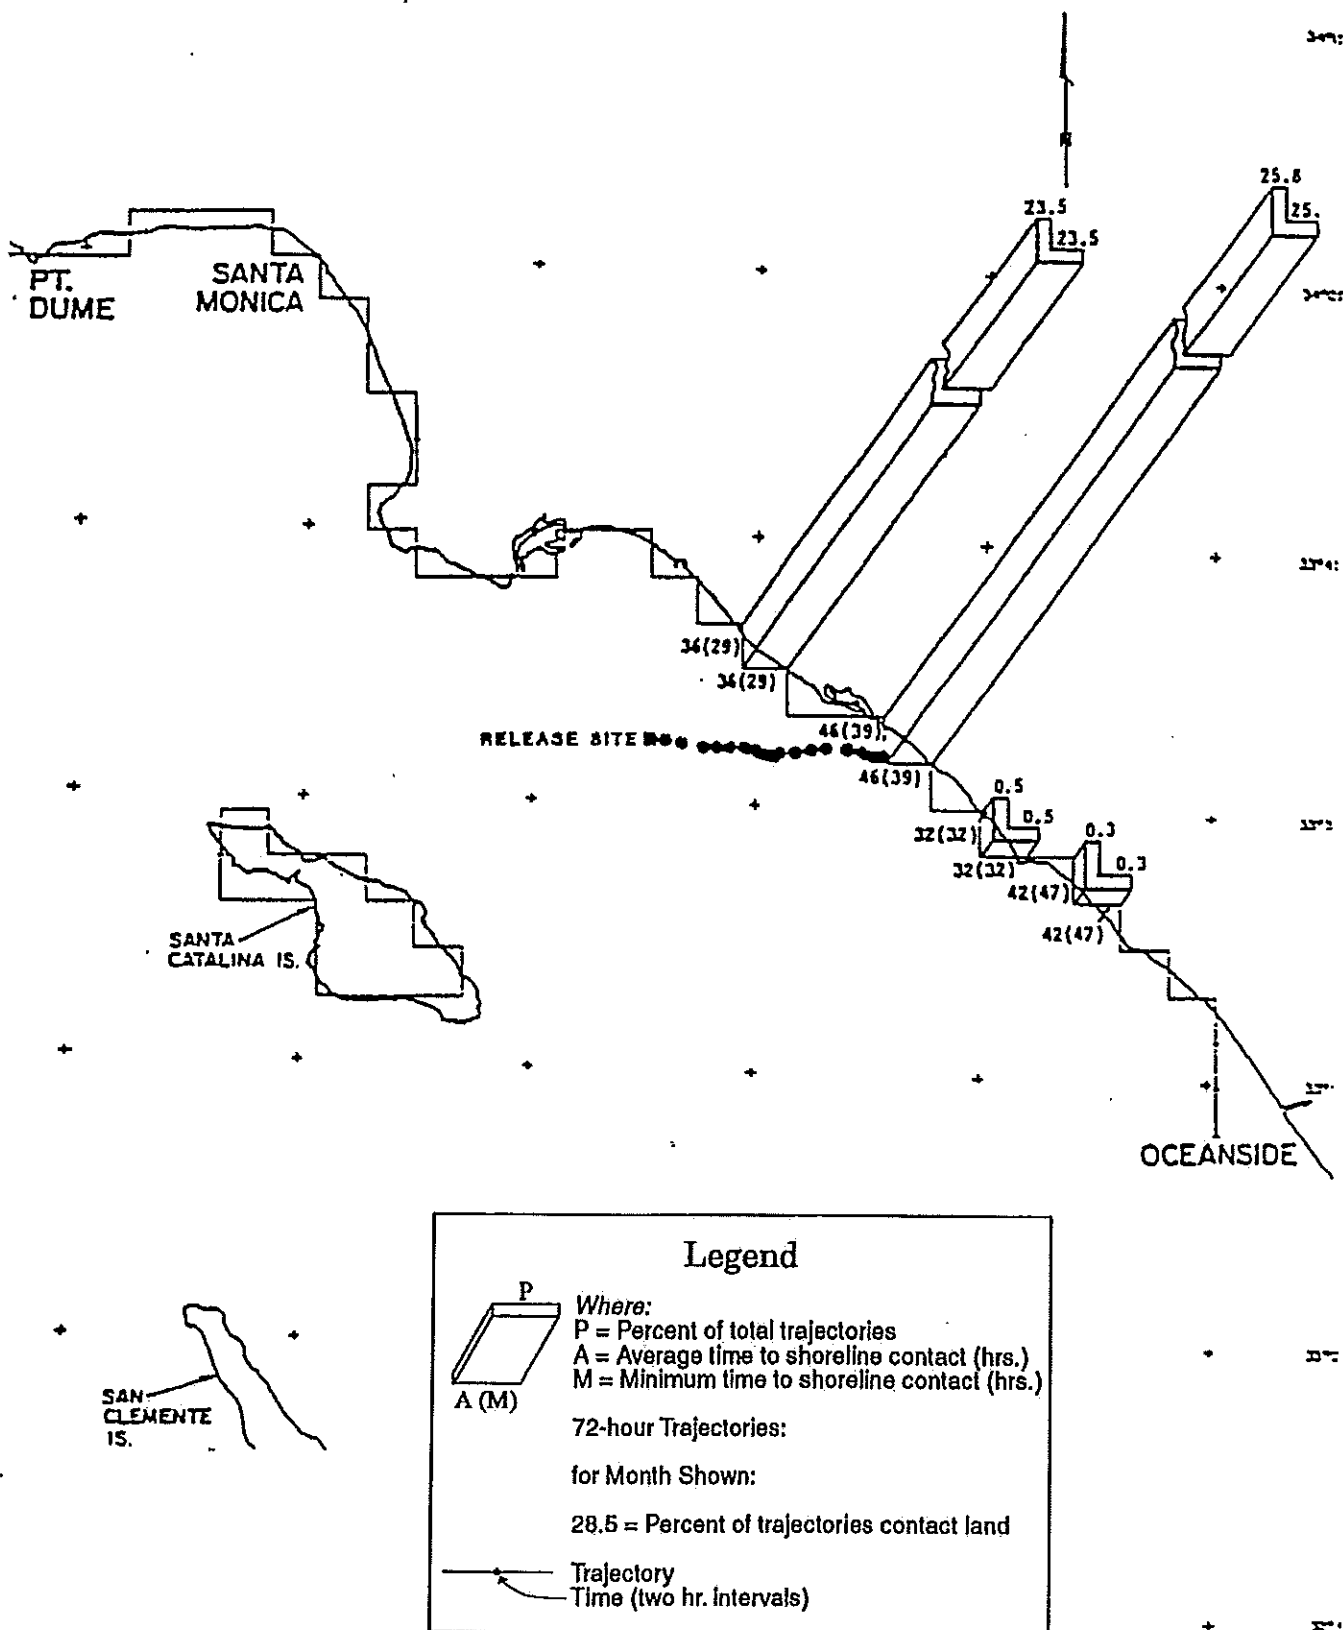 N
25.8
25.
23.5
23.5
PT.
DUME
SANTA
MONICA
36(29)
36(29)
RELEASE SITE
46(39)
46(39)
0.5
0.5
32(32)
32(32)
0.3
0.3
42(47)
42(47)
SANTA
CATALINA IS.
OCEANSIDE
SAN
CLEMENTE
IS.
Legend
P
A (M)
Where:
P = Percent of total trajectories
A = Average time to shoreline contact (hrs.)
M = Minimum time to shoreline contact (hrs.)
72-hour Trajectories:
for Month Shown:
28.5 = Percent of trajectories contact land
Trajectory
Time (two hr. intervals)